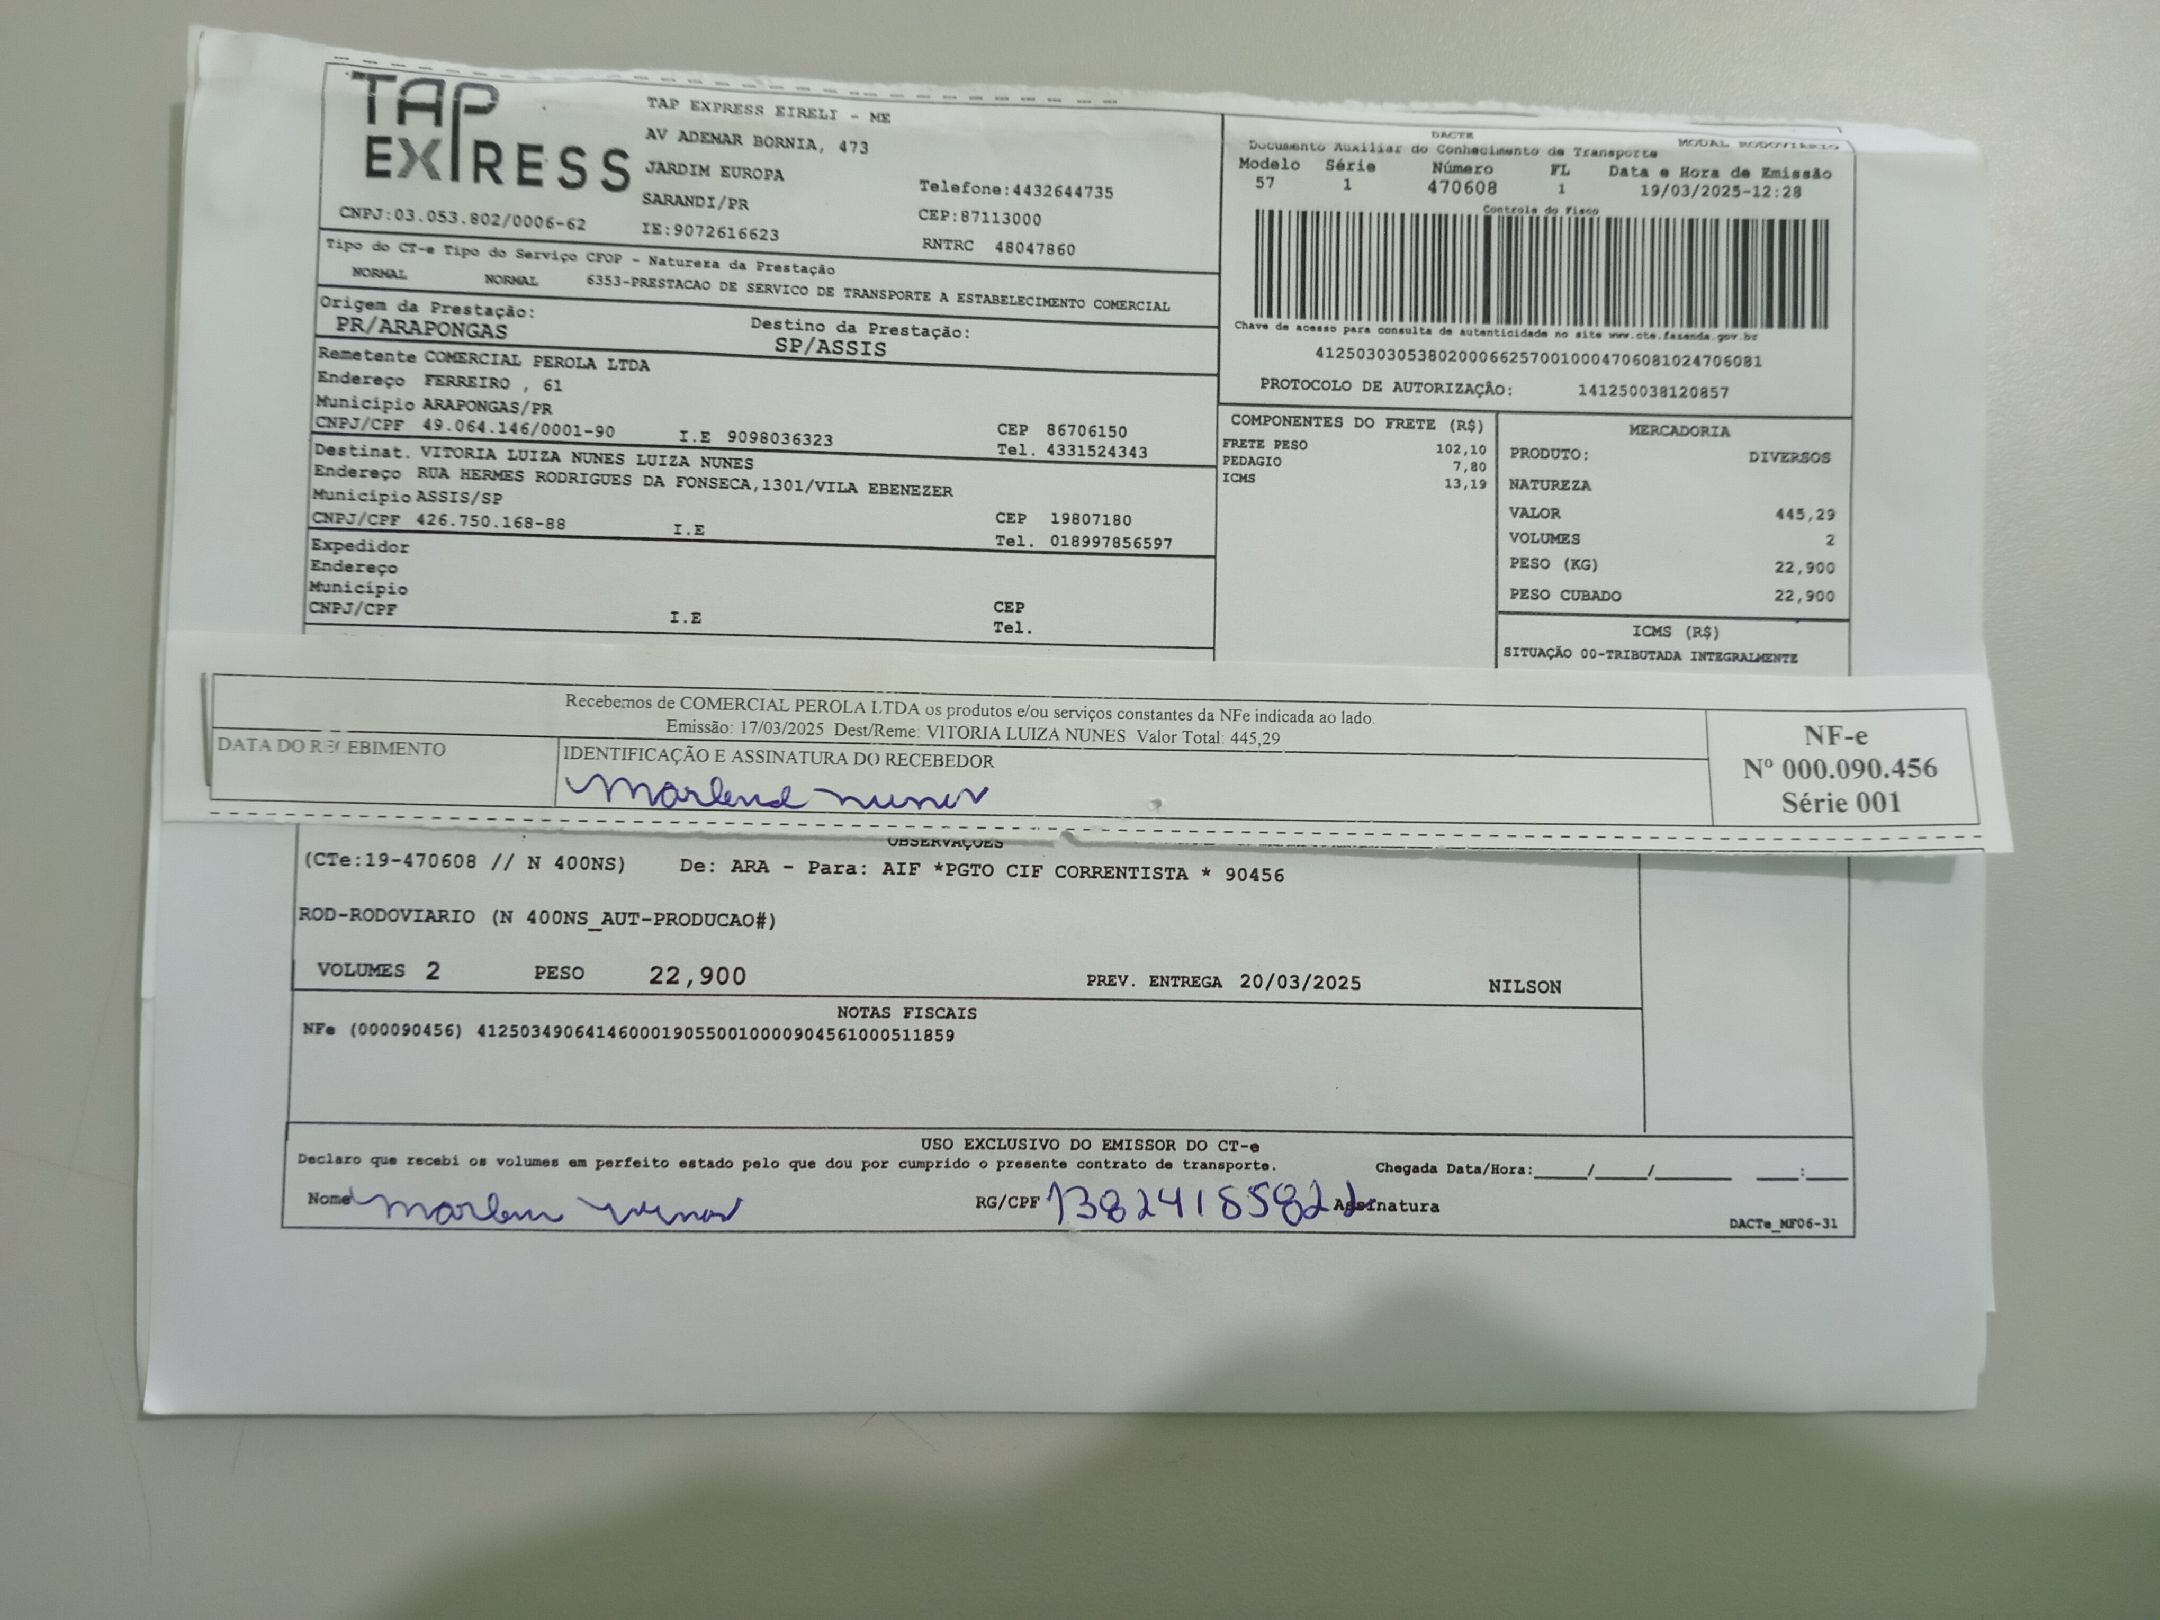 TAP EXPRESS
TAP EXPRESS EIRELI - ME
AV ADEMAR BORNIA, 473
JARDIM EUROPA
SARANDI/PR
Telefone:4432644735
CEP:87113000
CNPJ:03.053.802/0006-62
IE:9072616623
RNTRC 48047860
DACTE
MODAL RODOVIÁRIO
Documento Auxiliar do Conhecimento de Transporte
Modelo Série Número FL Data e Hora de Emissão
57 1 470608 1 19/03/2025-12:28
Controle do Fisco
Chave de acesso para consulta de autenticidade no site www.cte.fazenda.gov.br
41250303053802000662570010004706081024706081
PROTOCOLO DE AUTORIZAÇÂO: 141250038120857
Tipo do CT-e Tipo do Serviço CFOP - Natureza da Prestação
NORMAL NORMAL 6353-PRESTACAO DE SERVICO DE TRANSPORTE A ESTABELECIMENTO COMERCIAL
Origem da Prestação: Destino da Prestação:
PR/ARAPONGAS SP/ASSIS
Remetente COMERCIAL PEROLA LTDA
Endereço FERREIRO , 61
Município ARAPONGAS/PR
CEP 86706150
CNPJ/CPF 49.064.146/0001-90 I.E 9098036323 Tel. 4331524343
Destinat. VITORIA LUIZA NUNES LUIZA NUNES
Endereço RUA HERMES RODRIGUES DA FONSECA,1301/VILA EBENEZER
Município ASSIS/SP
CEP 19807180
CNPJ/CPF 426.750.168-88 I.E Tel. 018997856597
Expedidor
Endereço
Município CEP
CNPJ/CPF I.E Tel.
COMPONENTES DO FRETE (R$)
FRETE PESO 102,10
PEDAGIO 7,80
ICMS 13,19
MERCADORIA
PRODUTO: DIVERSOS
NATUREZA
VALOR 445,29
VOLUMES 2
PESO (KG) 22,900
PESO CUBADO 22,900
ICMS (R$)
SITUAÇÃO 00-TRIBUTADA INTEGRALMENTE
Recebemos de COMERCIAL PEROLA LTDA os produtos e/ou serviços constantes da NFe indicada ao lado.
Emissão: 17/03/2025 Dest/Reme: VITORIA LUIZA NUNES Valor Total: 445,29
DATA DO RECEBIMENTO
IDENTIFICAÇÃO E ASSINATURA DO RECEBEDOR
NF-e
Nº 000.090.456
Série 001
OBSERVAÇÕES
(CTe:19-470608 // N 400NS) De: ARA - Para: AIF *PGTO CIF CORRENTISTA * 90456
ROD-RODOVIARIO (N 400NS_AUT-PRODUCAO#)
VOLUMES 2 PESO 22,900 PREV. ENTREGA 20/03/2025 NILSON
NOTAS FISCAIS
NFe (000090456) 41250349064146000190550010000904561000511859
USO EXCLUSIVO DO EMISSOR DO CT-e
Declaro que recebi os volumes em perfeito estado pelo que dou por cumprido o presente contrato de transporte. Chegada Data/Hora:____/____/______ ___:___
Nome RG/CPF 13824185822 Assinatura
DACTe_MF06-31